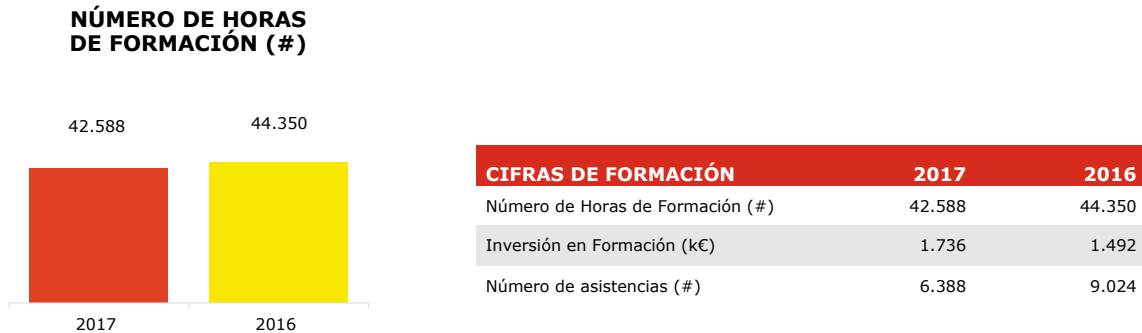 NÚMERO DE HORAS
DE FORMACIÓN (#)
42.588
44.350
2017
2016
CIFRAS DE FORMACIÓN 2017 2016
Número de Horas de Formación (#) 42.588 44.350
Inversión en Formación (k€) 1.736 1.492
Número de asistencias (#) 6.388 9.024